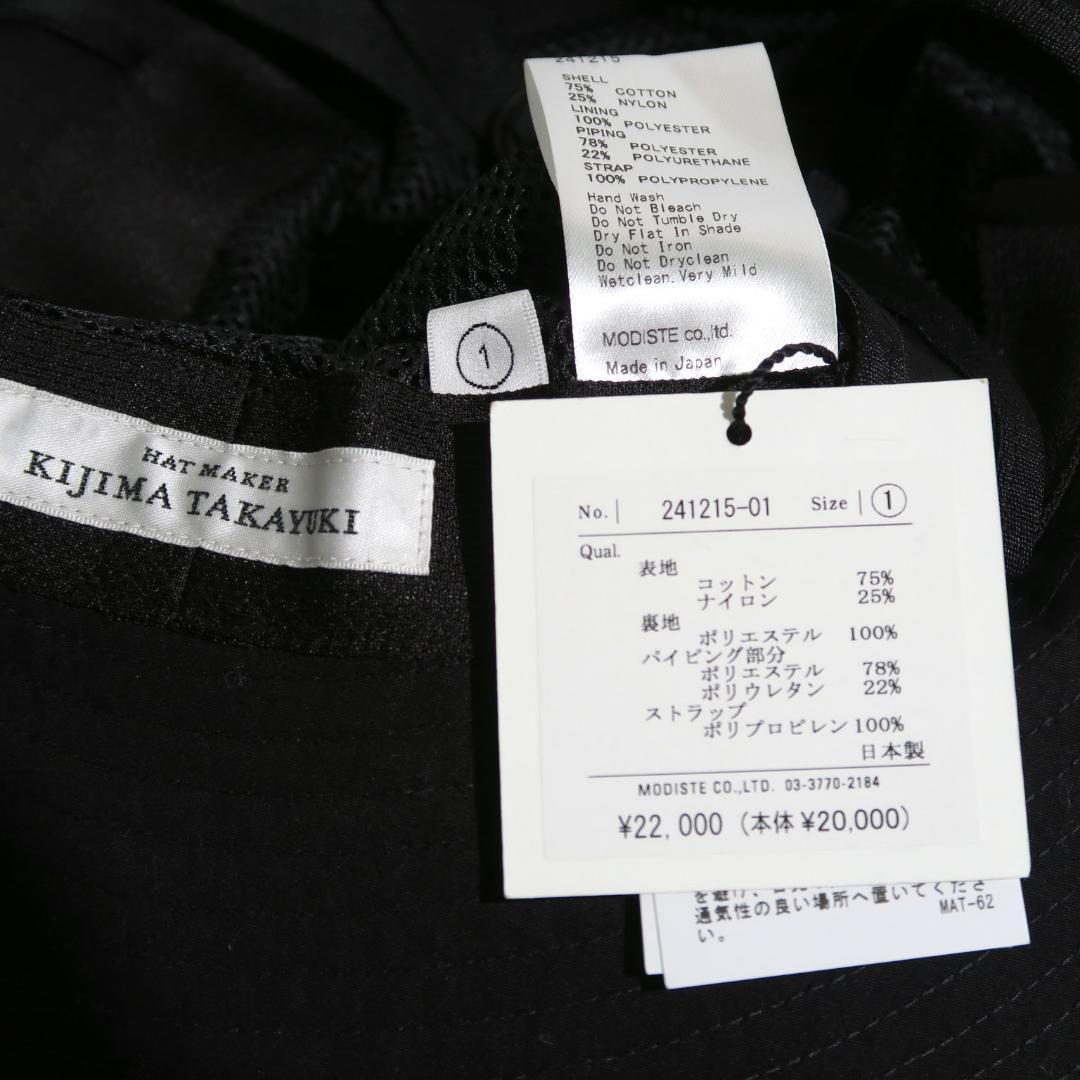 241215
SHELL
75% COTTON
25% NYLON
LINING
100% POLYESTER
PIPING
78% POLYESTER
22% POLYURETHANE
STRAP
100% POLYPROPYLENE
Hand Wash
Do Not Bleach
Do Not Tumble Dry
Dry Flat In Shade
Do Not Iron
Do Not Dryclean
Wetclean.Very Mild
MODISTE co.,ltd.
Made in Japan
1
HAT MAKER
KIJIMA TAKAYUKI
No. | 241215-01 Size | ①
Qual.
表地
コットン 75%
ナイロン 25%
裏地
ポリエステル 100%
パイピング部分
ポリエステル 78%
ポリウレタン 22%
ストラップ
ポリプロピレン 100%
日本製
MODISTE CO.,LTD. 03-3770-2184
¥22,000 (本体 ¥20,000)
を避け、
置いてくださ
通気性の良い場所へ
い。
MAT-62